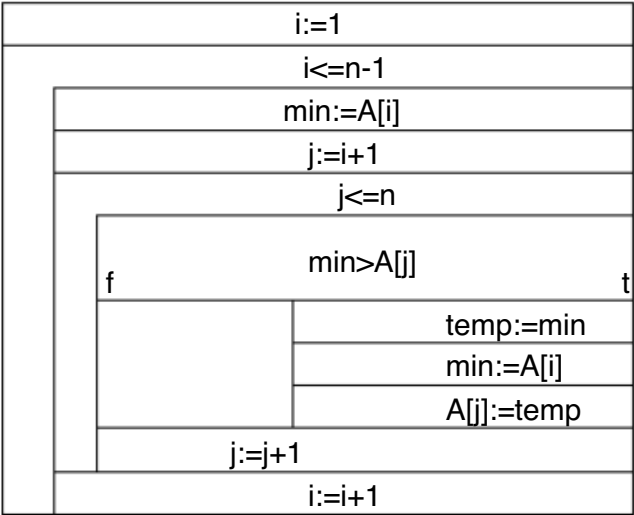 i:=1
i<=n-1
min:=A[i]
j:=i+1
j<=n
min>A[j]
f
t
temp:=min
min:=A[i]
A[j]:=temp
j:=j+1
i:=i+1